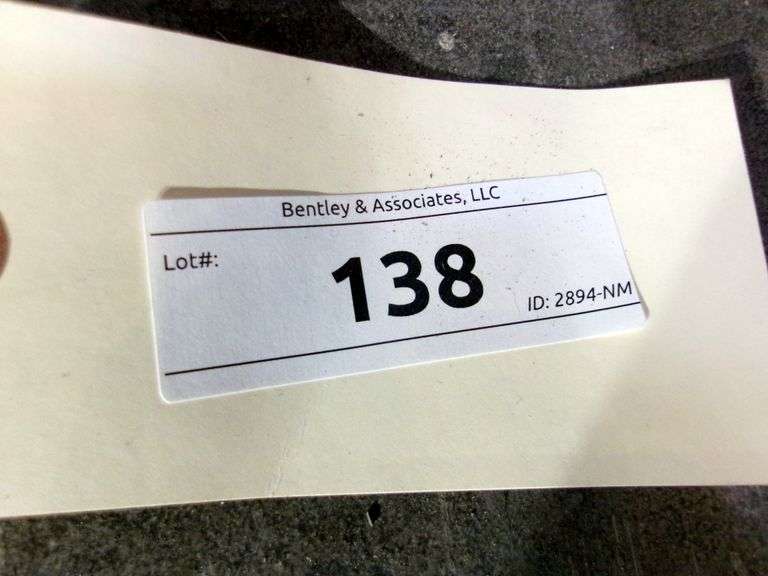 Bentley & Associates, LLC
Lot#:
138
ID: 2894-NM